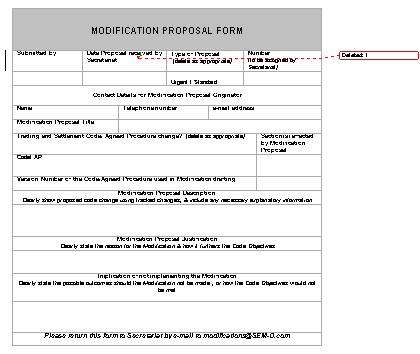 MODIFICATION PROPOSAL FORM
Submitted by
Date Proposal received by
Secretariat
Type of Proposal
(delete as appropriate)
Number
(to be assigned by
Secretariat)
Deleted: 1
Urgent Standard
Contact Details for Modification Proposal Originator
Name
Telephone number
e-mail address
Modification Proposal Title
Trading and Settlement Code/Agreed Procedure change? (delete as appropriate)
Section(s) affected
by Modification
Proposal
Code/ AP
Version Number of the Code/Agreed Procedure used in Modification drafting
Modification Proposal Description
Clearly show proposed code change using tracked changes, & include any necessary explanatory information
Modification Proposal Justification
Clearly state the reason for the Modification & how it furthers the Code Objectives
Implication of not implementing the Modification
Clearly state the possible outcomes should the Modification not be made, or how the Code Objectives would not
be met
Please return this form to Secretariat by e-mail to modifications@SEM-O.com